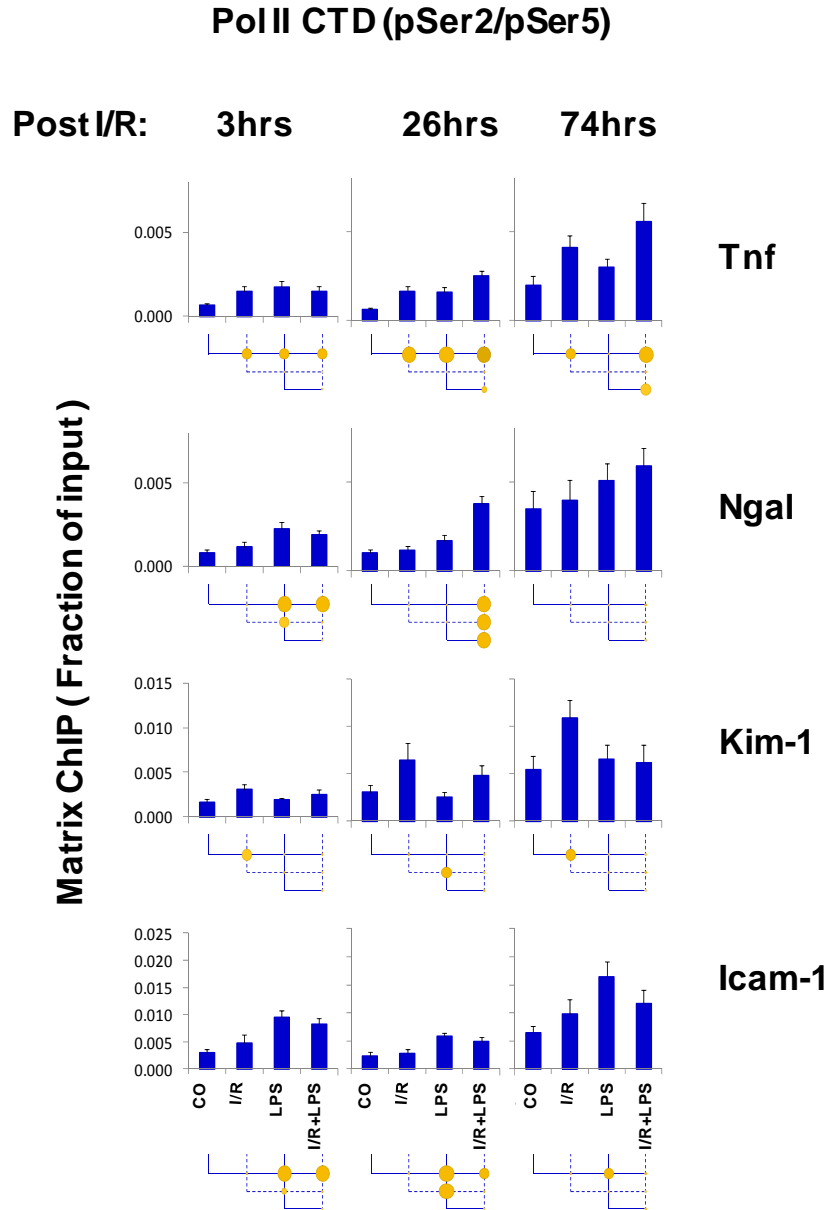 Pol II CTD (pSer2/pSer5)
Post I/R: 3hrs 26hrs 74hrs
Matrix ChIP ( Fraction of input)
0.005
0.000
Tnf
0.005
0.000
Ngal
0.015
0.010
0.005
0.000
Kim-1
0.025
0.020
0.015
0.010
0.005
0.000
Icam-1
CO I/R LPS I/R+LPS CO I/R LPS I/R+LPS CO I/R LPS I/R+LPS